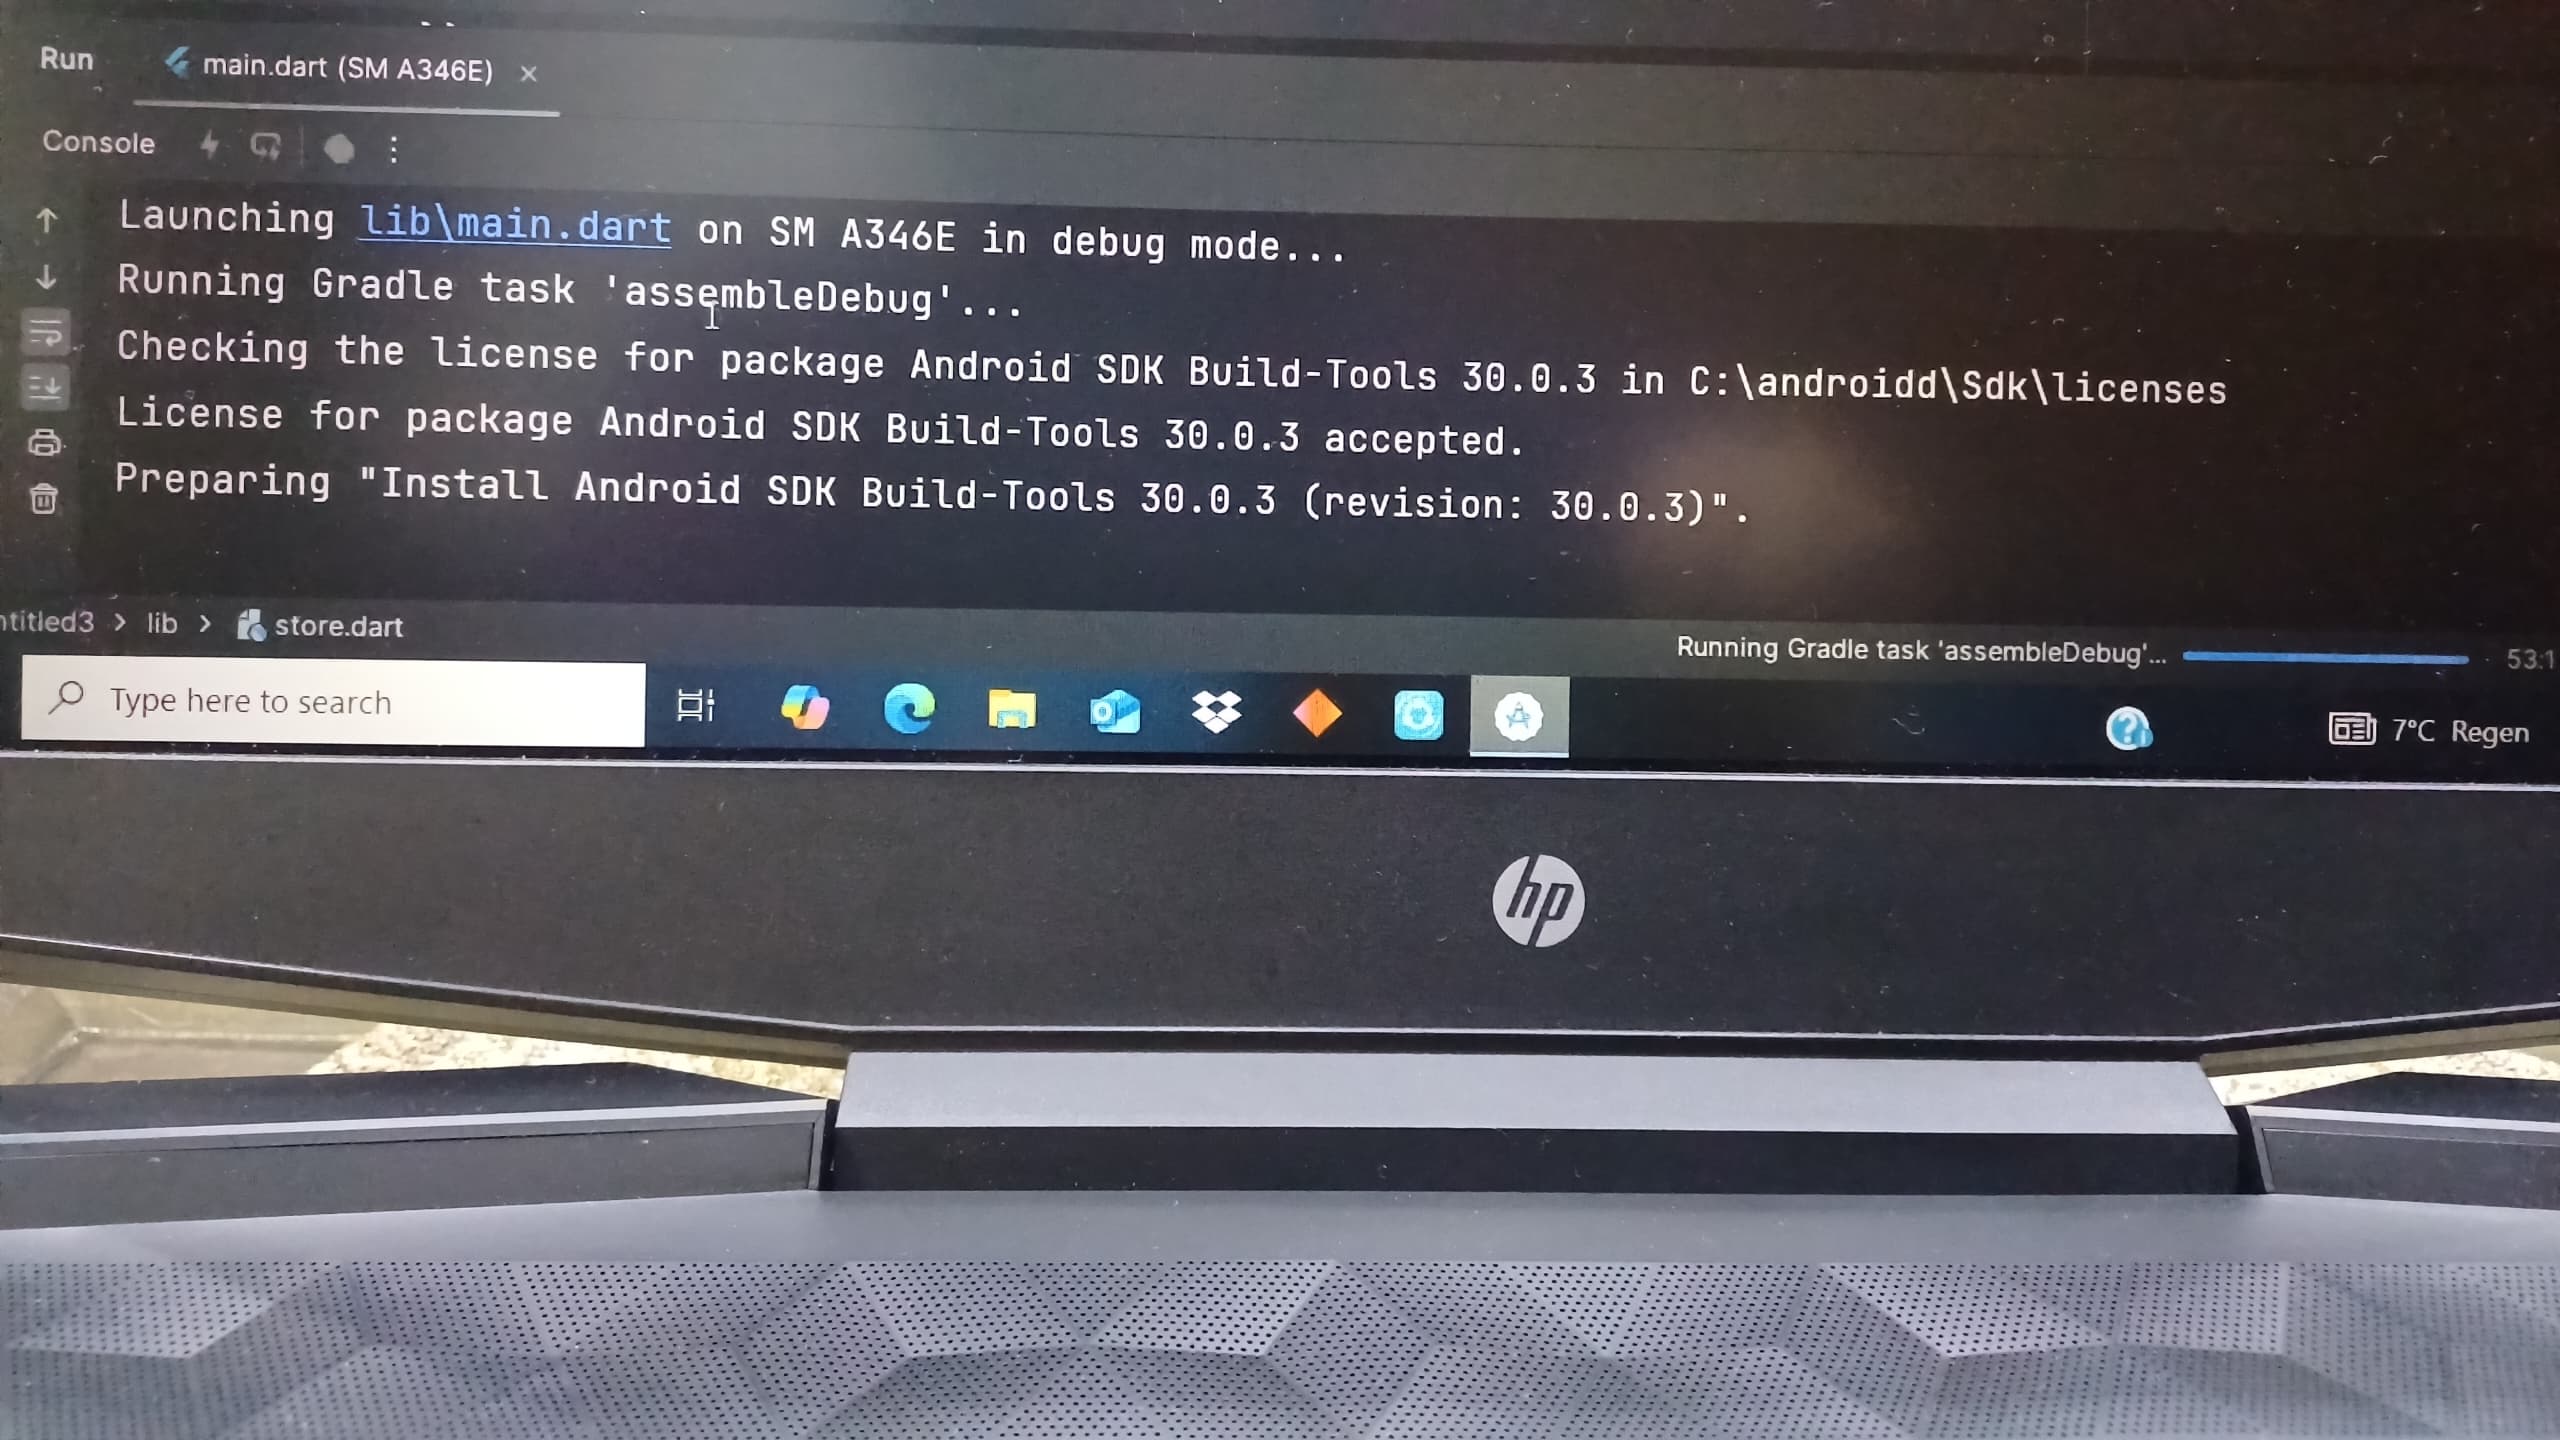 Run
main.dart (SM A346E)
Console
Launching lib\main.dart on SM A346E in debug mode...
Running Gradle task 'assembleDebug'...
Checking the license for package Android SDK Build-Tools 30.0.3 in C:\androidd\Sdk\licenses
License for package Android SDK Build-Tools 30.0.3 accepted.
Preparing "Install Android SDK Build-Tools 30.0.3 (revision: 30.0.3)".
ntitled3 > lib > store.dart
Running Gradle task 'assembleDebug'...
53:1
Type here to search
7°C Regen
hp